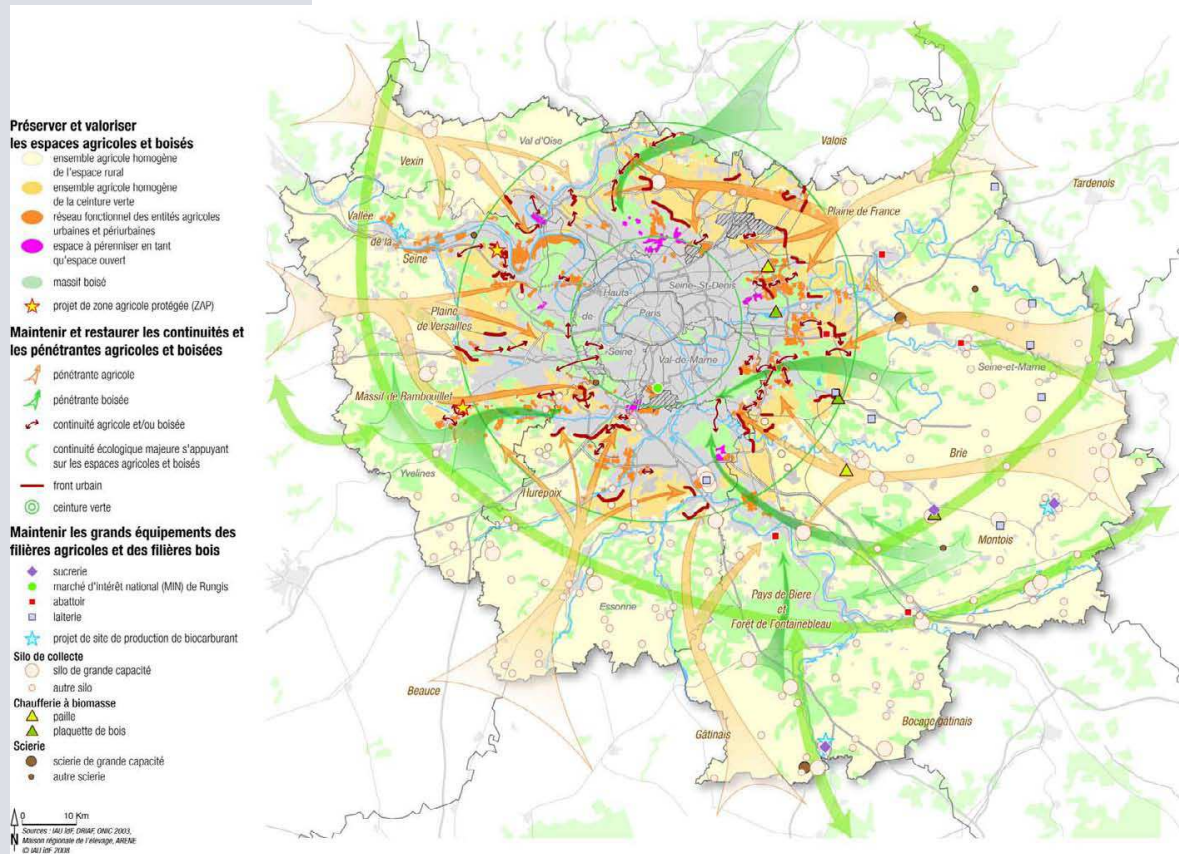 Préserver et valoriser
les espaces agricoles et boisés
ensemble agricole homogène
de l'espace rural
ensemble agricole homogène
de la ceinture verte
réseau fonctionnel des entités agricoles
urbaines et périurbaines
espace à pérenniser en tant
qu'espace ouvert
massif boisé
projet de zone agricole protégée (ZAP)
Maintenir et restaurer les continuités et
les pénétrantes agricoles et boisées
pénétrante agricole
pénétrante boisée
continuité agricole et/ou boisée
continuité écologique majeure s'appuyant
sur les espaces agricoles et boisés
front urbain
ceinture verte
Maintenir les grands équipements des
filières agricoles et des filières bois
sucrerie
marché d'intérêt national (MIN) de Rungis
abattoir
laiterie
projet de site de production de biocarburant
Silo de collecte
silo de grande capacité
autre silo
Chaufferie à biomasse
paille
plaquette de bois
Scierie
scierie de grande capacité
autre scierie
0 10 Km
N
Sources : IAU îdF, DRIAF, ONIC 2003,
Maison régionale de l'élevage, ARENE
© IAU îdF 2008
Val d'Oise
Valois
Vexin
Tardenois
Vallée
de la
Seine
Plaine de France
Hauts
de
Seine
Seine-St-Denis
Paris
Val-de-Marne
Plaine
de Versailles
Seine-et-Marne
Massif de Rambouillet
Yvelines
Brie
Hurepoix
Montois
Essonne
Pays de Bière
et
Forêt de Fontainebleau
Beauce
Gâtinais
Bocage gâtinais